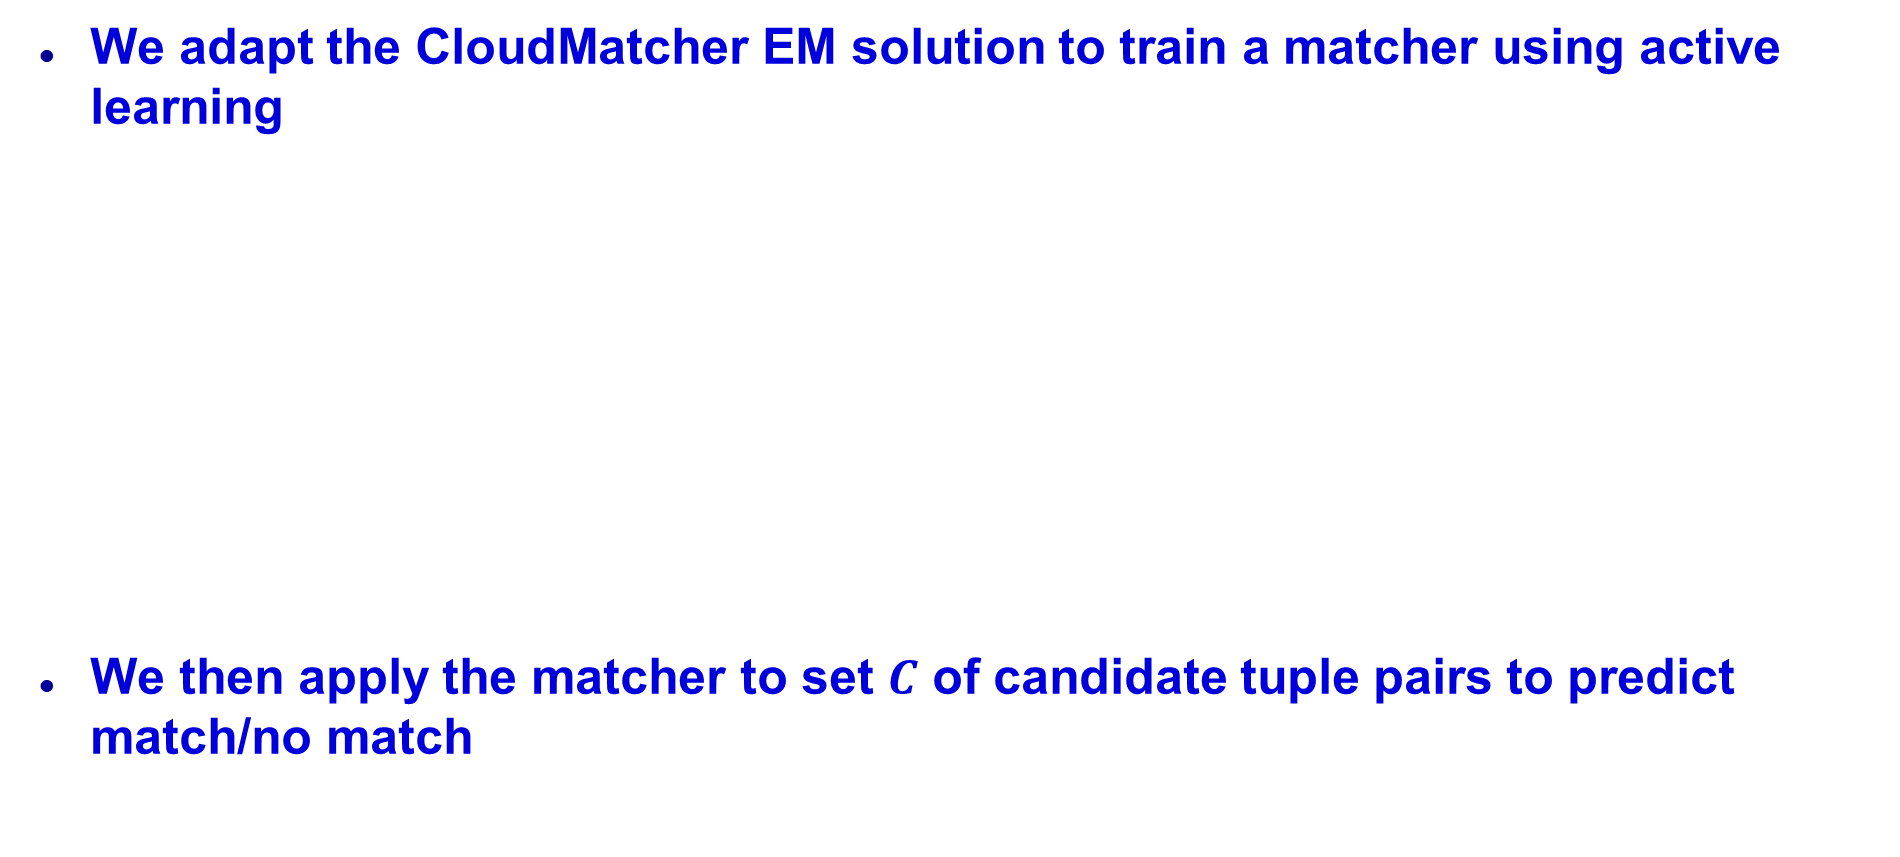 • We adapt the CloudMatcher EM solution to train a matcher using active
learning
• We then apply the matcher to set C of candidate tuple pairs to predict
match/no match